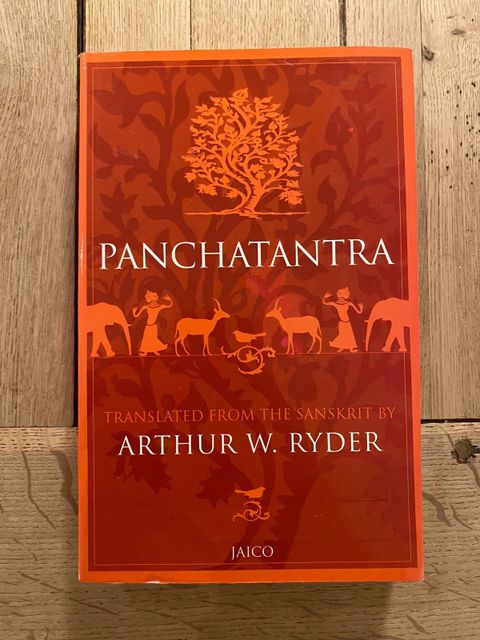 PANCHATANTRA
TRANSLATED FROM THE SANSKRIT BY
ARTHUR W. RYDER
JAICO